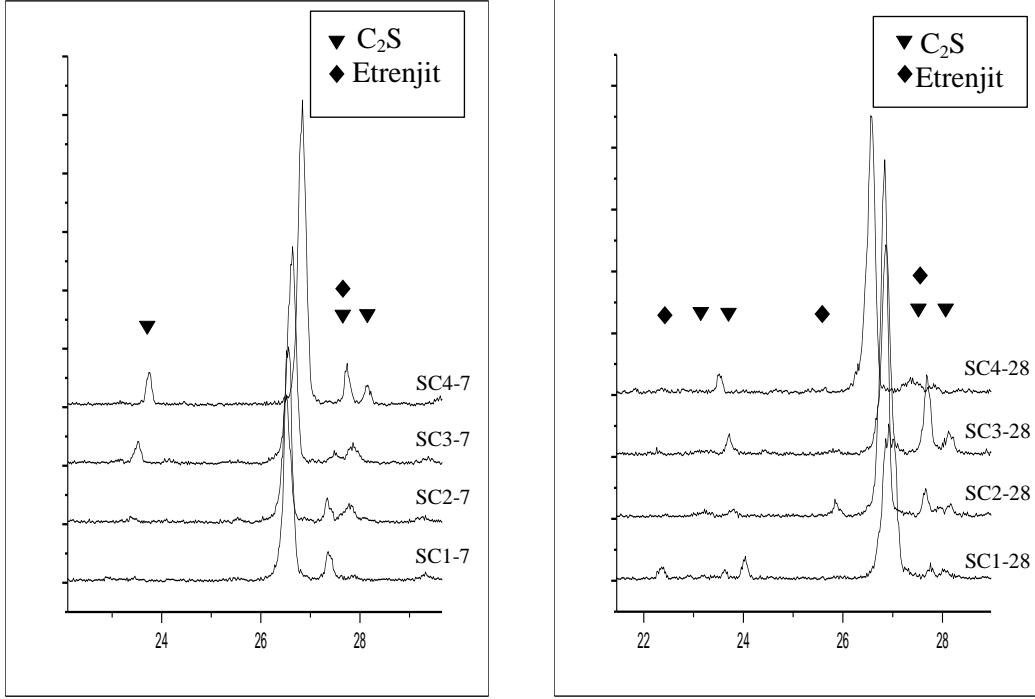 C₂S
Etrenjit
SC4-7
SC3-7
SC2-7
SC1-7
24 26 28
C₂S
Etrenjit
SC4-28
SC3-28
SC2-28
SC1-28
22 24 26 28